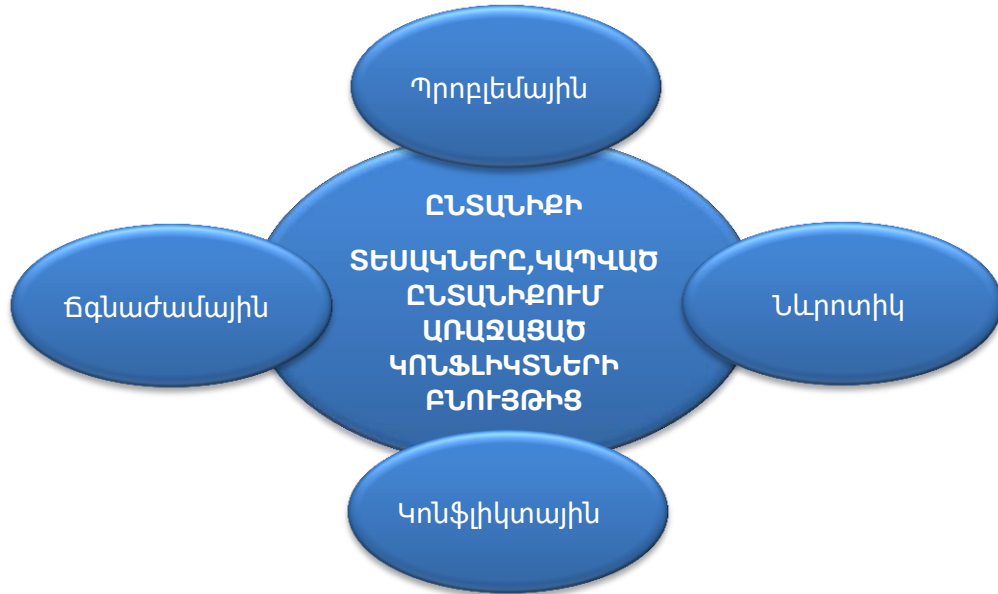 Պրոբլեմային
ԸՆՏԱՆԻՔԻ
ՏԵՍԱԿՆԵՐԸ,ԿԱՊՎԱԾ
ԸՆՏԱՆԻՔՈՒՄ
ԱՌԱՋԱՑԱԾ
ԿՈՆՖԼԻԿՏՆԵՐԻ
ԲՆՈՒՅԹԻՑ
Ճգնաժամային
Նևրոտիկ
Կոնֆլիկտային